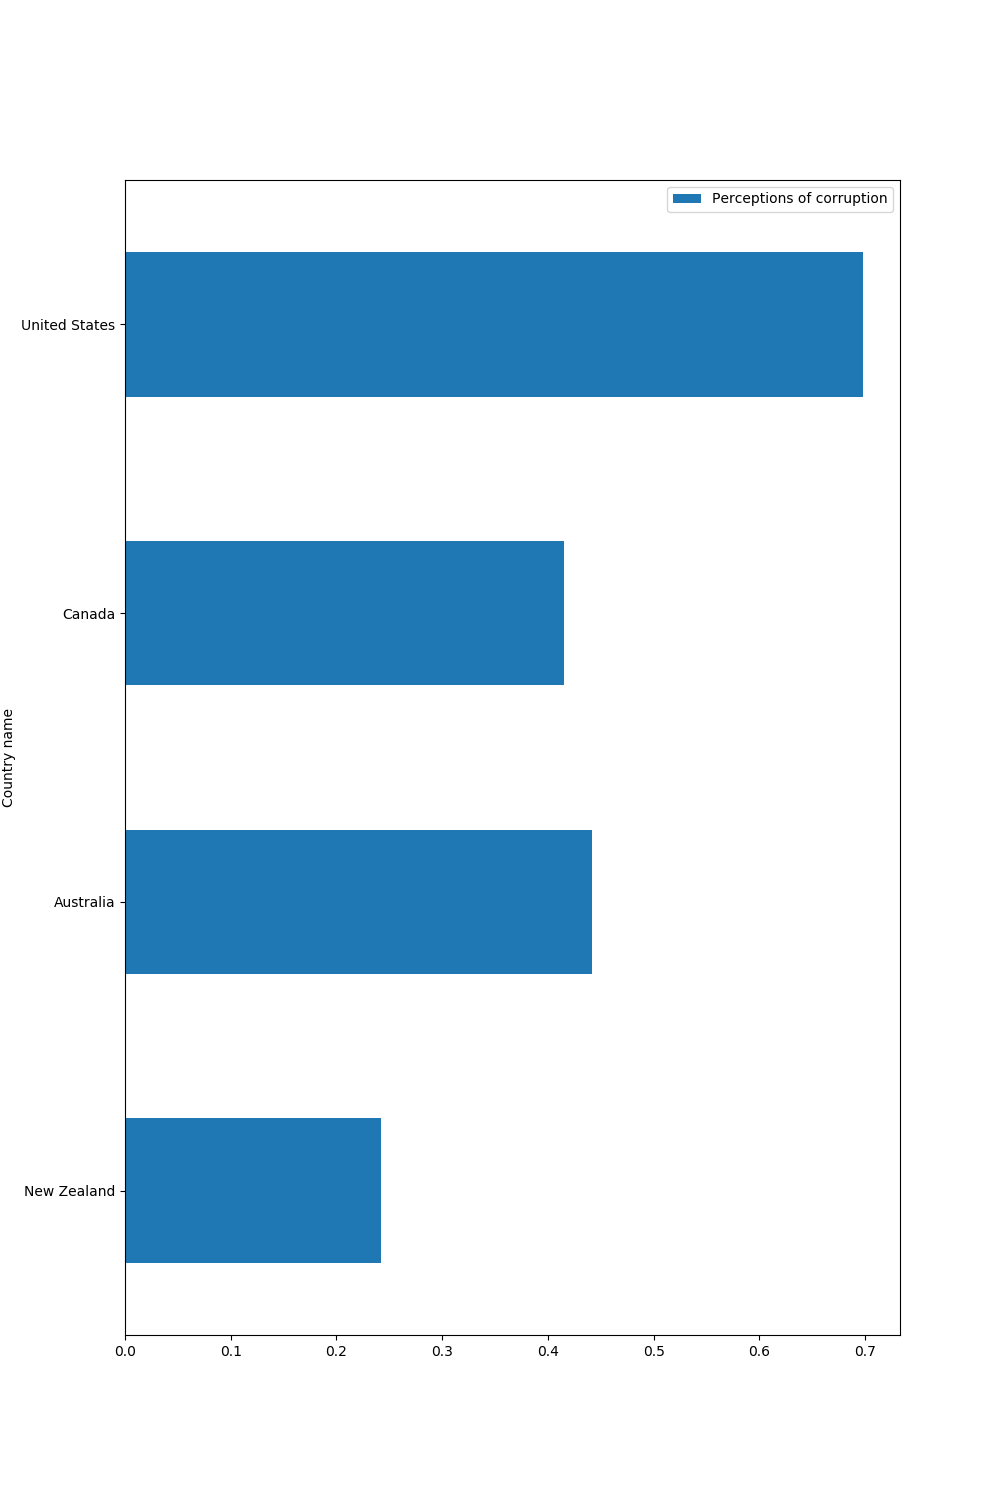 Perceptions of corruption
United States
Canada
Country name
Australia
New Zealand
0.0 0.1 0.2 0.3 0.4 0.5 0.6 0.7